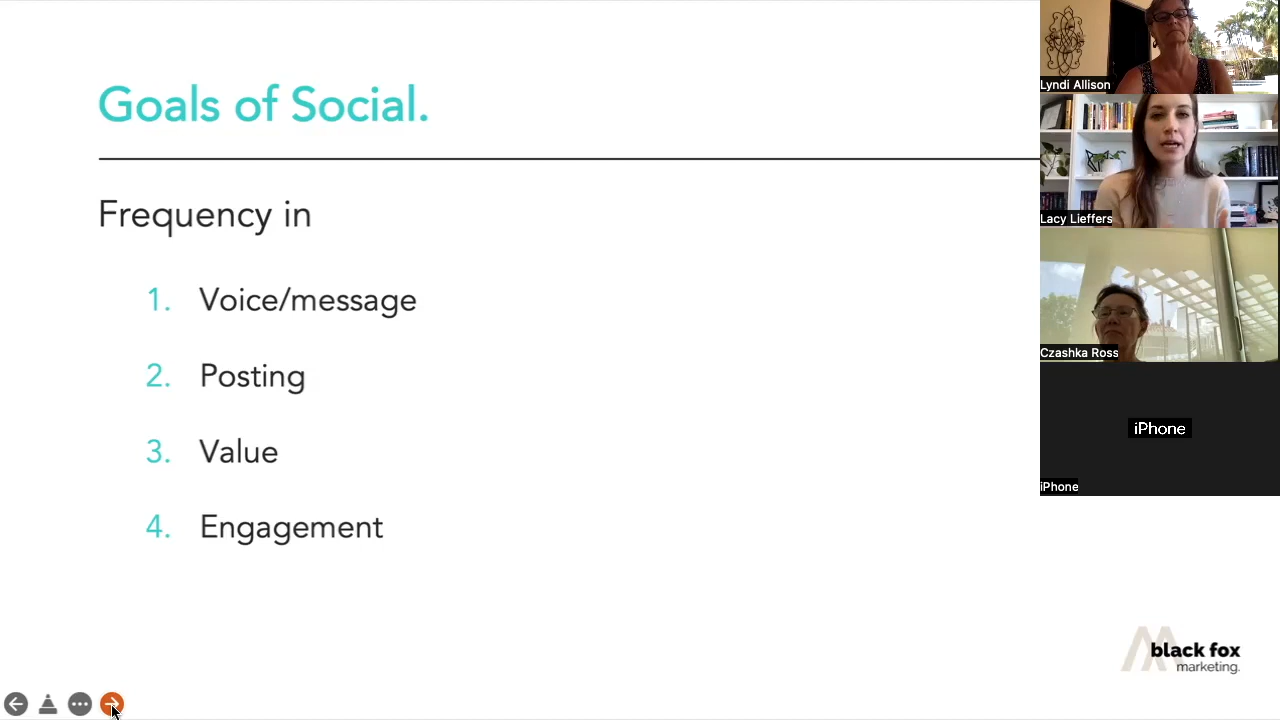 Goals of Social.
Frequency in
1. Voice/message
2. Posting
3. Value
4. Engagement
Lyndi Allison
Lacy Lieffers
Czashka Ross
iPhone
iPhone
black fox
marketing.